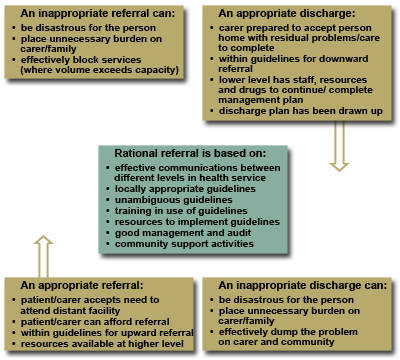 An inappropriate referral can:
• be disastrous for the person
• place unnecessary burden on
carer/family
• effectively block services
(where volume exceeds capacity)
An appropriate discharge:
• carer prepared to accept person
home with residual problems/care
to complete
• within guidelines for downward
referral
• lower level has staff, resources
and drugs to continue/ complete
management plan
• discharge plan has been drawn up
Rational referral is based on:
• effective communications between
different levels in health service
• locally appropriate guidelines
• unambiguous guidelines
• training in use of guidelines
• resources to implement guidelines
• good management and audit
• community support activities
An appropriate referral:
• patient/carer accepts need to
attend distant facility
• patient/carer can afford referral
• within guidelines for upward referral
• resources available at higher level
An inappropriate discharge can:
• be disastrous for the person
• place unnecessary burden on
carer/family
• effectively dump the problem
on carer and community